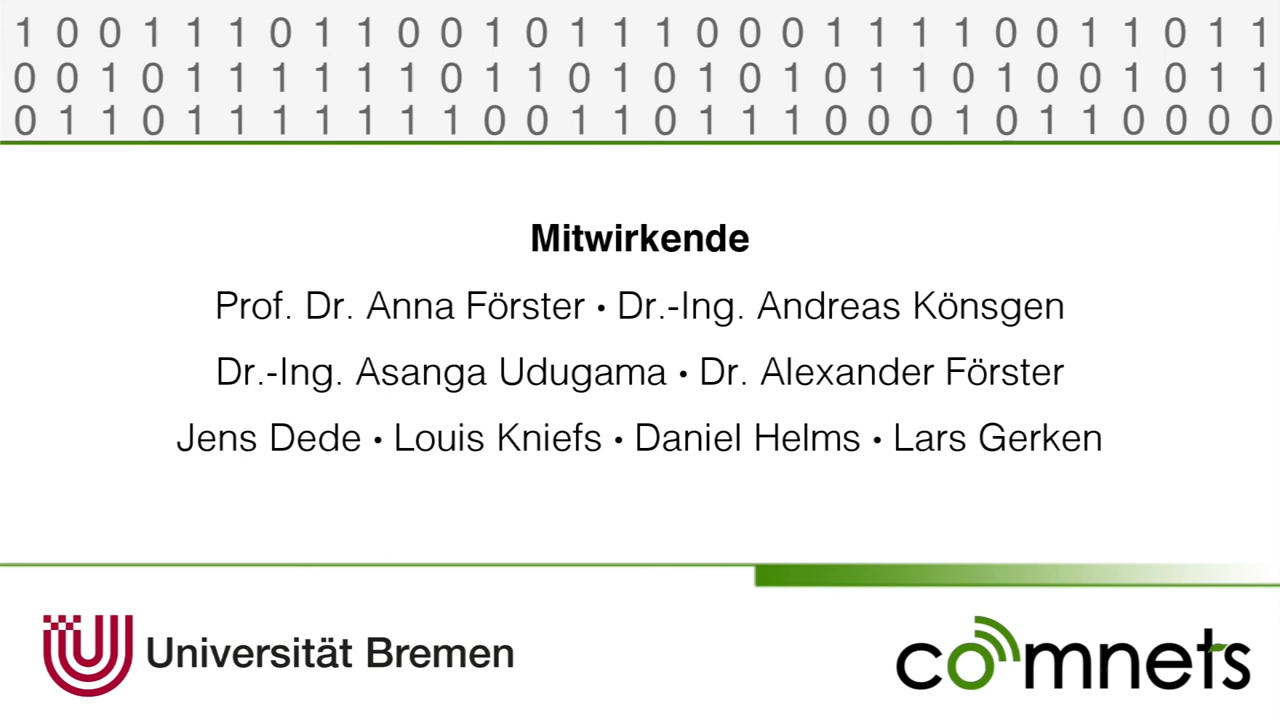 1 0 0 1 1 1 0 1 1 0 0 1 0 1 1 1 0 0 0 1 1 1 1 0 0 1 1 0 1 1
0 0 1 0 1 1 1 1 1 1 0 1 1 0 1 0 1 0 1 0 1 1 0 1 0 0 1 0 1 1
0 1 1 0 1 1 1 1 1 1 1 0 0 1 1 0 1 1 1 0 0 0 1 0 1 1 0 0 0 0
Mitwirkende
Prof. Dr. Anna Förster • Dr.-Ing. Andreas Könsgen
Dr.-Ing. Asanga Udugama • Dr. Alexander Förster
Jens Dede • Louis Kniefs • Daniel Helms • Lars Gerken
Universität Bremen
comnets